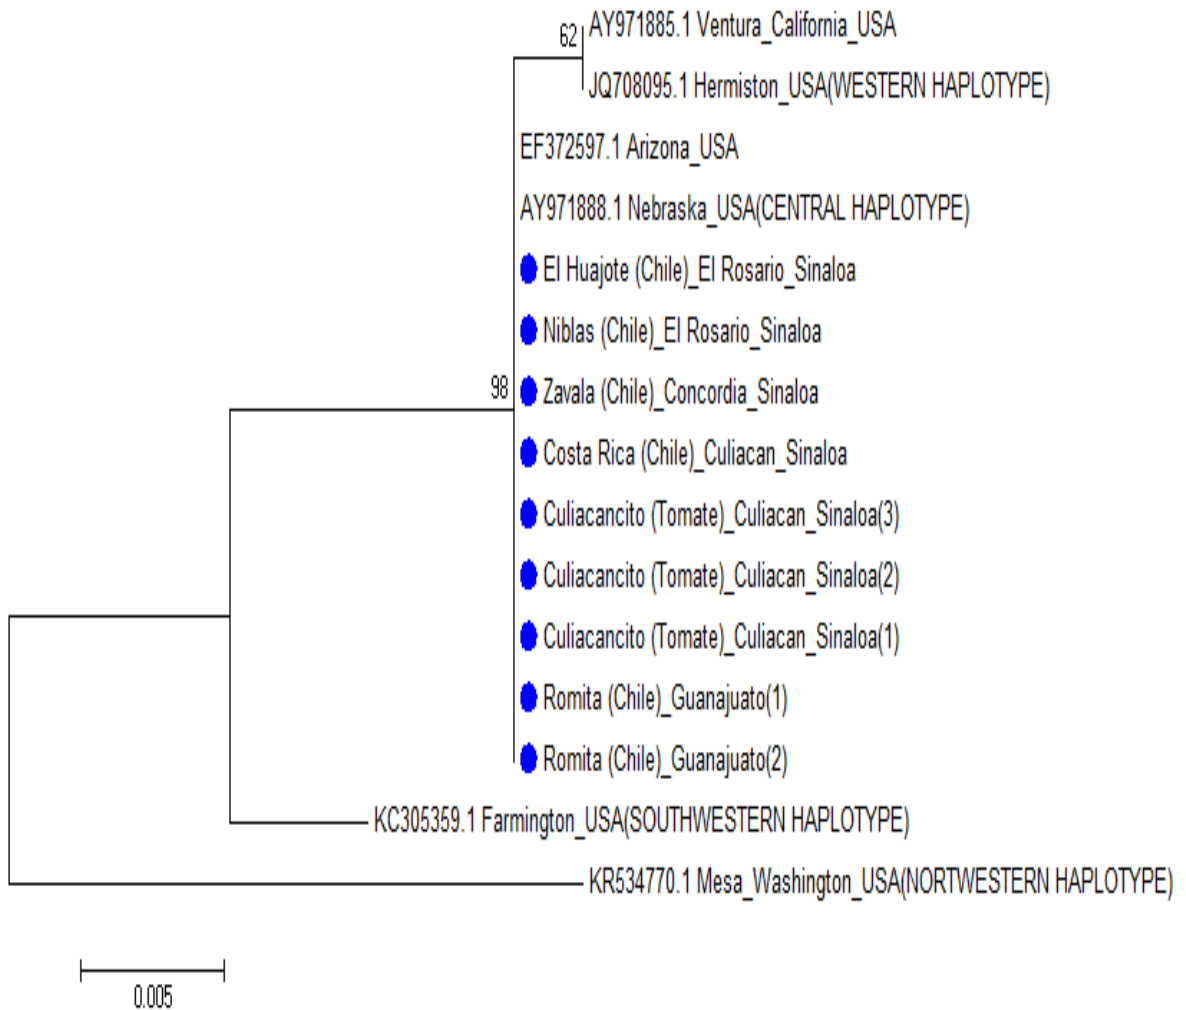 62
AY971885.1 Ventura_California_USA
JQ708095.1 Hermiston_USA(WESTERN HAPLOTYPE)
EF372597.1 Arizona_USA
AY971888.1 Nebraska_USA(CENTRAL HAPLOTYPE)
El Huajote (Chile)_El Rosario_Sinaloa
Niblas (Chile)_El Rosario_Sinaloa
98
Zavala (Chile)_Concordia_Sinaloa
Costa Rica (Chile)_Culiacan_Sinaloa
Culiacancito (Tomate)_Culiacan_Sinaloa(3)
Culiacancito (Tomate)_Culiacan_Sinaloa(2)
Culiacancito (Tomate)_Culiacan_Sinaloa(1)
Romita (Chile)_Guanajuato(1)
Romita (Chile)_Guanajuato(2)
KC305359.1 Farmington_USA(SOUTHWESTERN HAPLOTYPE)
KR534770.1 Mesa_Washington_USA(NORTWESTERN HAPLOTYPE)
0.005